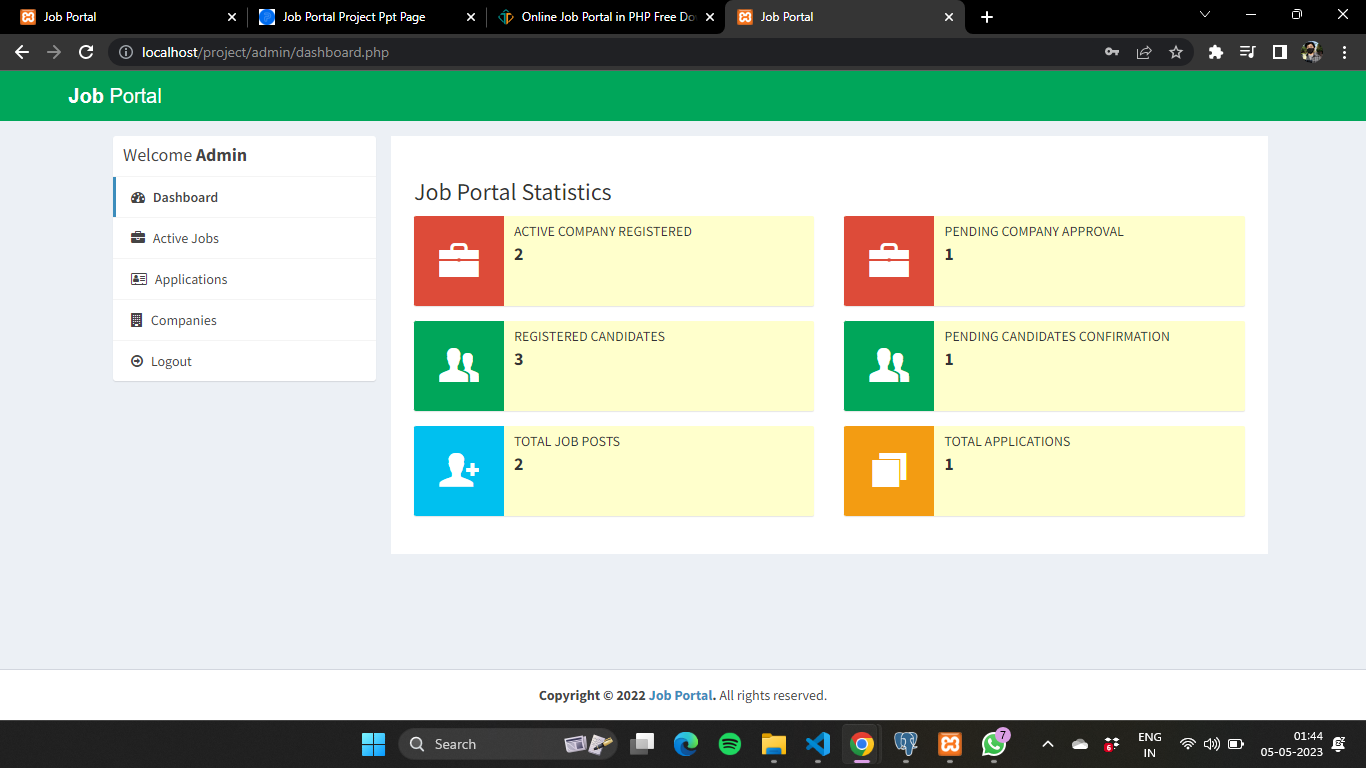 Job Portal
Job Portal Project Ppt Page
Online Job Portal in PHP Free Do
Job Portal
localhost/project/admin/dashboard.php
Job Portal
Welcome Admin
Dashboard
Active Jobs
Applications
Companies
Logout
Job Portal Statistics
ACTIVE COMPANY REGISTERED
2
PENDING COMPANY APPROVAL
1
REGISTERED CANDIDATES
3
PENDING CANDIDATES CONFIRMATION
1
TOTAL JOB POSTS
2
TOTAL APPLICATIONS
1
Copyright © 2022 Job Portal. All rights reserved.
Search
7
6
ENG
IN
01:44
05-05-2023